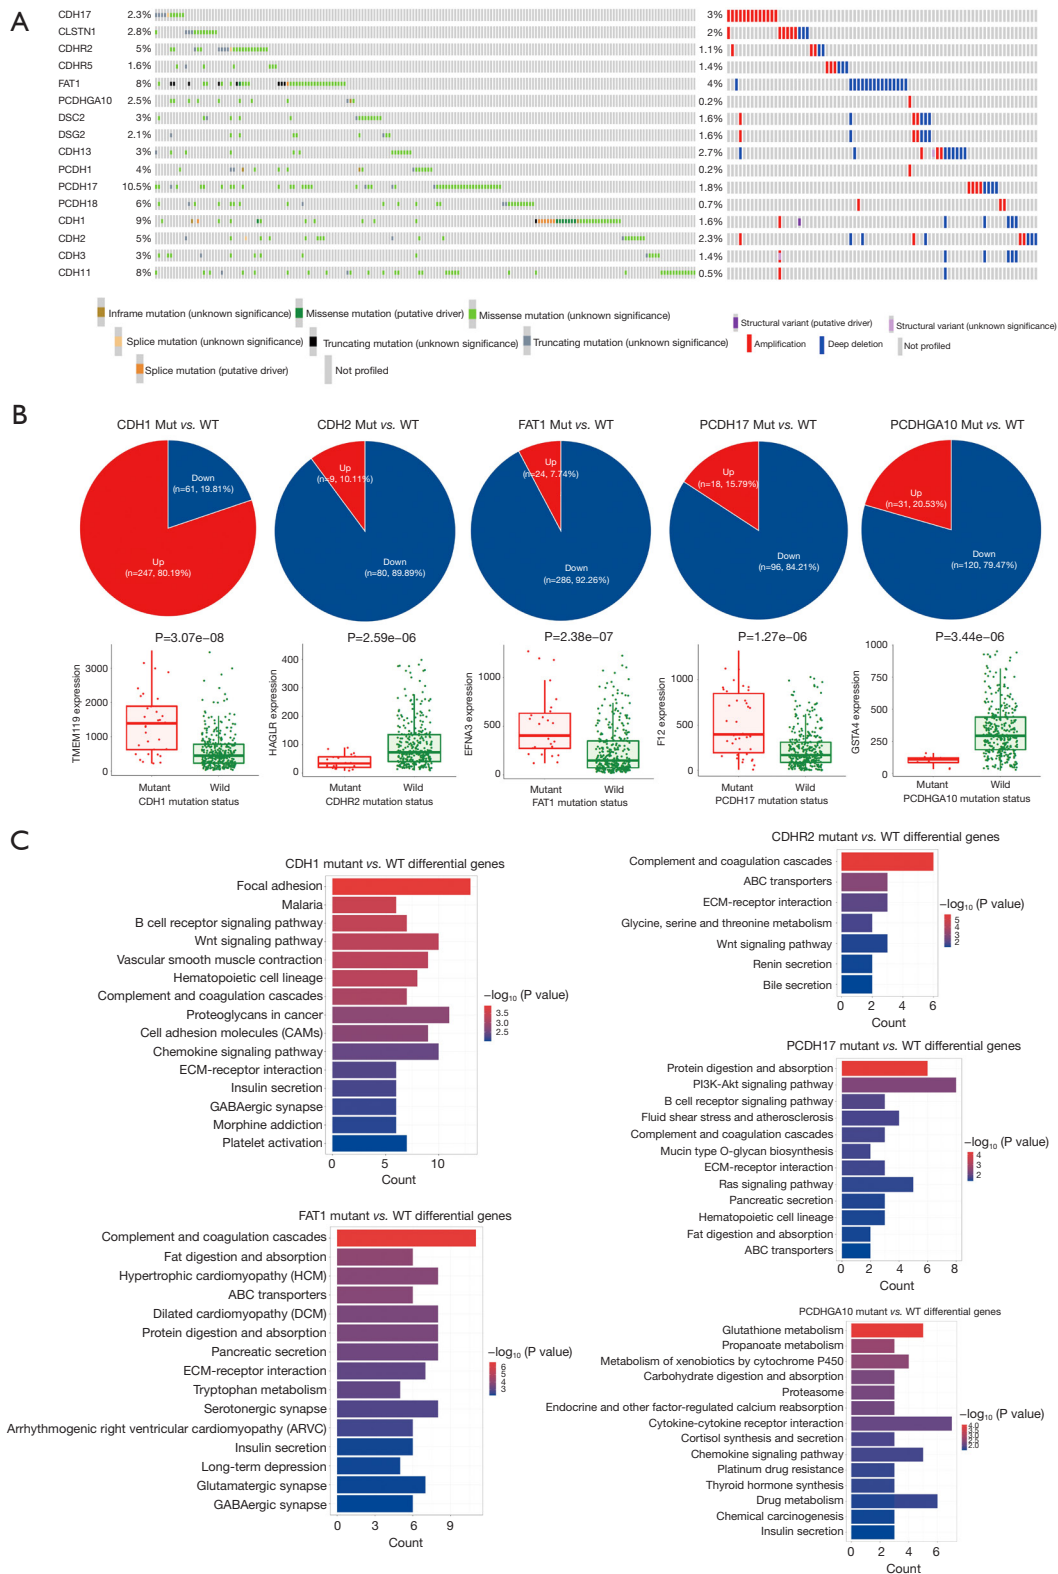 A
CDH17 2.3% 3%
CLSTN1 2.8% 2%
CDHR2 5% 1.1%
CDHR5 1.6% 1.4%
FAT1 8% 4%
PCDHGA10 2.5% 0.2%
DSC2 3% 1.6%
DSG2 2.1% 1.6%
CDH13 3% 2.7%
PCDH1 4% 0.2%
PCDH17 10.5% 1.8%
PCDH18 6% 0.7%
CDH1 9% 1.6%
CDH2 5% 2.3%
CDH3 3% 1.4%
CDH11 8% 0.5%
Inframe mutation (unknown significance) Missense mutation (putative driver) Missense mutation (unknown significance)
Splice mutation (unknown significance) Truncating mutation (unknown significance) Truncating mutation (unknown significance)
Splice mutation (putative driver) Not profiled
Structural variant (putative driver) Structural variant (unknown significance)
Amplification Deep deletion Not profiled
B
CDH1 Mut vs. WT
Down
(n=61, 19.81%)
Up
(n=247, 80.19%)
CDH2 Mut vs. WT
Up
(n=9, 10.11%)
Down
(n=80, 89.89%)
FAT1 Mut vs. WT
Up
(n=24, 7.74%)
Down
(n=286, 92.26%)
PCDH17 Mut vs. WT
Up
(n=18, 15.79%)
Down
(n=96, 84.21%)
PCDHGA10 Mut vs. WT
Up
(n=31, 20.53%)
Down
(n=120, 79.47%)
P=3.07e−08
TMEM119 expression
3000
2000
1000
0
Mutant Wild
CDH1 mutation status
P=2.59e−06
HAGLR expression
400
300
200
100
0
Mutant Wild
CDHR2 mutation status
P=2.38e−07
EFNA3 expression
1000
500
0
Mutant Wild
FAT1 mutation status
P=1.27e−06
F12 expression
1000
500
0
Mutant Wild
PCDH17 mutation status
P=3.44e−06
GSTA4 expression
1000
750
500
250
0
Mutant Wild
PCDHGA10 mutation status
C
CDH1 mutant vs. WT differential genes
Focal adhesion
Malaria
B cell receptor signaling pathway
Wnt signaling pathway
Vascular smooth muscle contraction
Hematopoietic cell lineage
Complement and coagulation cascades
Proteoglycans in cancer
Cell adhesion molecules (CAMs)
Chemokine signaling pathway
ECM-receptor interaction
Insulin secretion
GABAergic synapse
Morphine addiction
Platelet activation
0 5 10
Count
−log10 (P value)
3.5
3.0
2.5
FAT1 mutant vs. WT differential genes
Complement and coagulation cascades
Fat digestion and absorption
Hypertrophic cardiomyopathy (HCM)
ABC transporters
Dilated cardiomyopathy (DCM)
Protein digestion and absorption
Pancreatic secretion
ECM-receptor interaction
Tryptophan metabolism
Serotonergic synapse
Arrhythmogenic right ventricular cardiomyopathy (ARVC)
Insulin secretion
Long-term depression
Glutamatergic synapse
GABAergic synapse
0 3 6 9
Count
−log10 (P value)
6
5
4
3
CDHR2 mutant vs. WT differential genes
Complement and coagulation cascades
ABC transporters
ECM-receptor interaction
Glycine, serine and threonine metabolism
Wnt signaling pathway
Renin secretion
Bile secretion
0 2 4 6
Count
−log10 (P value)
5
4
3
2
PCDH17 mutant vs. WT differential genes
Protein digestion and absorption
PI3K-Akt signaling pathway
B cell receptor signaling pathway
Fluid shear stress and atherosclerosis
Complement and coagulation cascades
Mucin type O-glycan biosynthesis
ECM-receptor interaction
Ras signaling pathway
Pancreatic secretion
Hematopoietic cell lineage
Fat digestion and absorption
ABC transporters
0 2 4 6 8
Count
−log10 (P value)
4
3
2
PCDHGA10 mutant vs. WT differential genes
Glutathione metabolism
Propanoate metabolism
Metabolism of xenobiotics by cytochrome P450
Carbohydrate digestion and absorption
Proteasome
Endocrine and other factor-regulated calcium reabsorption
Cytokine-cytokine receptor interaction
Cortisol synthesis and secretion
Chemokine signaling pathway
Platinum drug resistance
Thyroid hormone synthesis
Drug metabolism
Chemical carcinogenesis
Insulin secretion
0 2 4 6
Count
−log10 (P value)
4.0
3.5
3.0
2.5
2.0